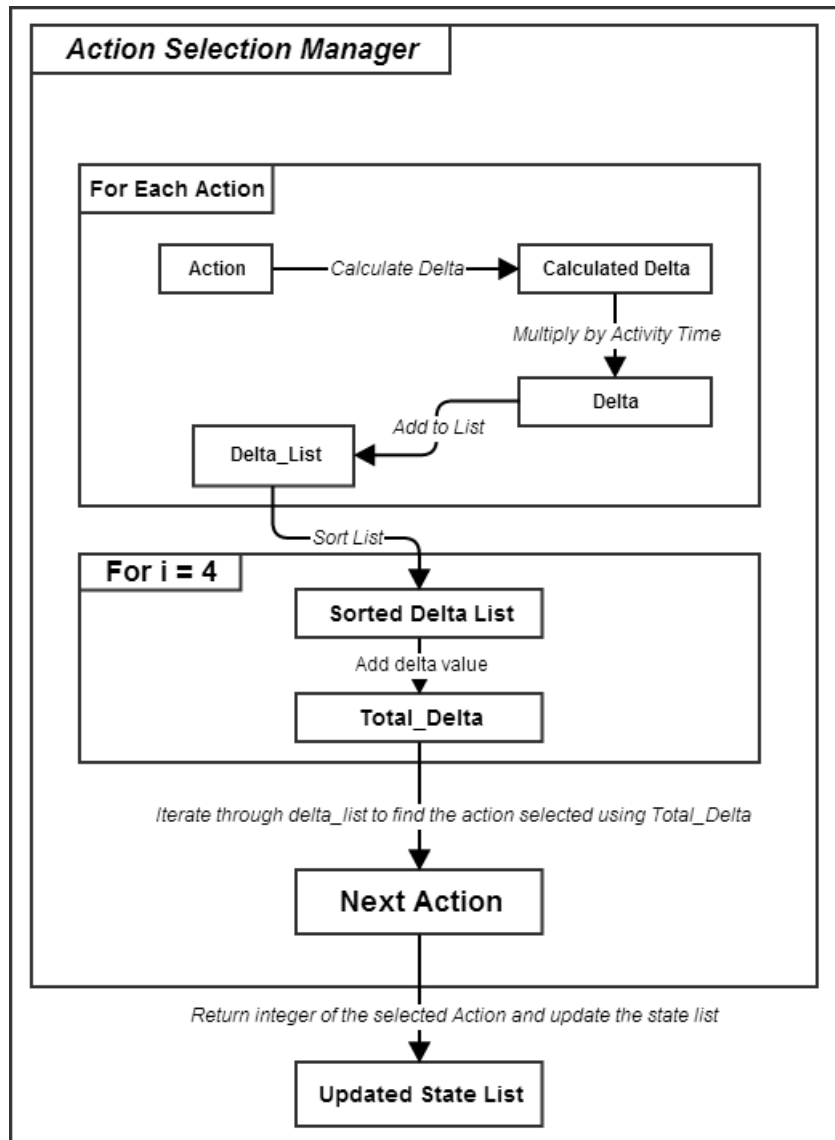 Action Selection Manager
For Each Action
Action
Calculate Delta
Calculated Delta
Multiply by Activity Time
Delta
Add to List
Delta_List
Sort List
For i = 4
Sorted Delta List
Add delta value
Total_Delta
Iterate through delta_list to find the action selected using Total_Delta
Next Action
Return integer of the selected Action and update the state list
Updated State List